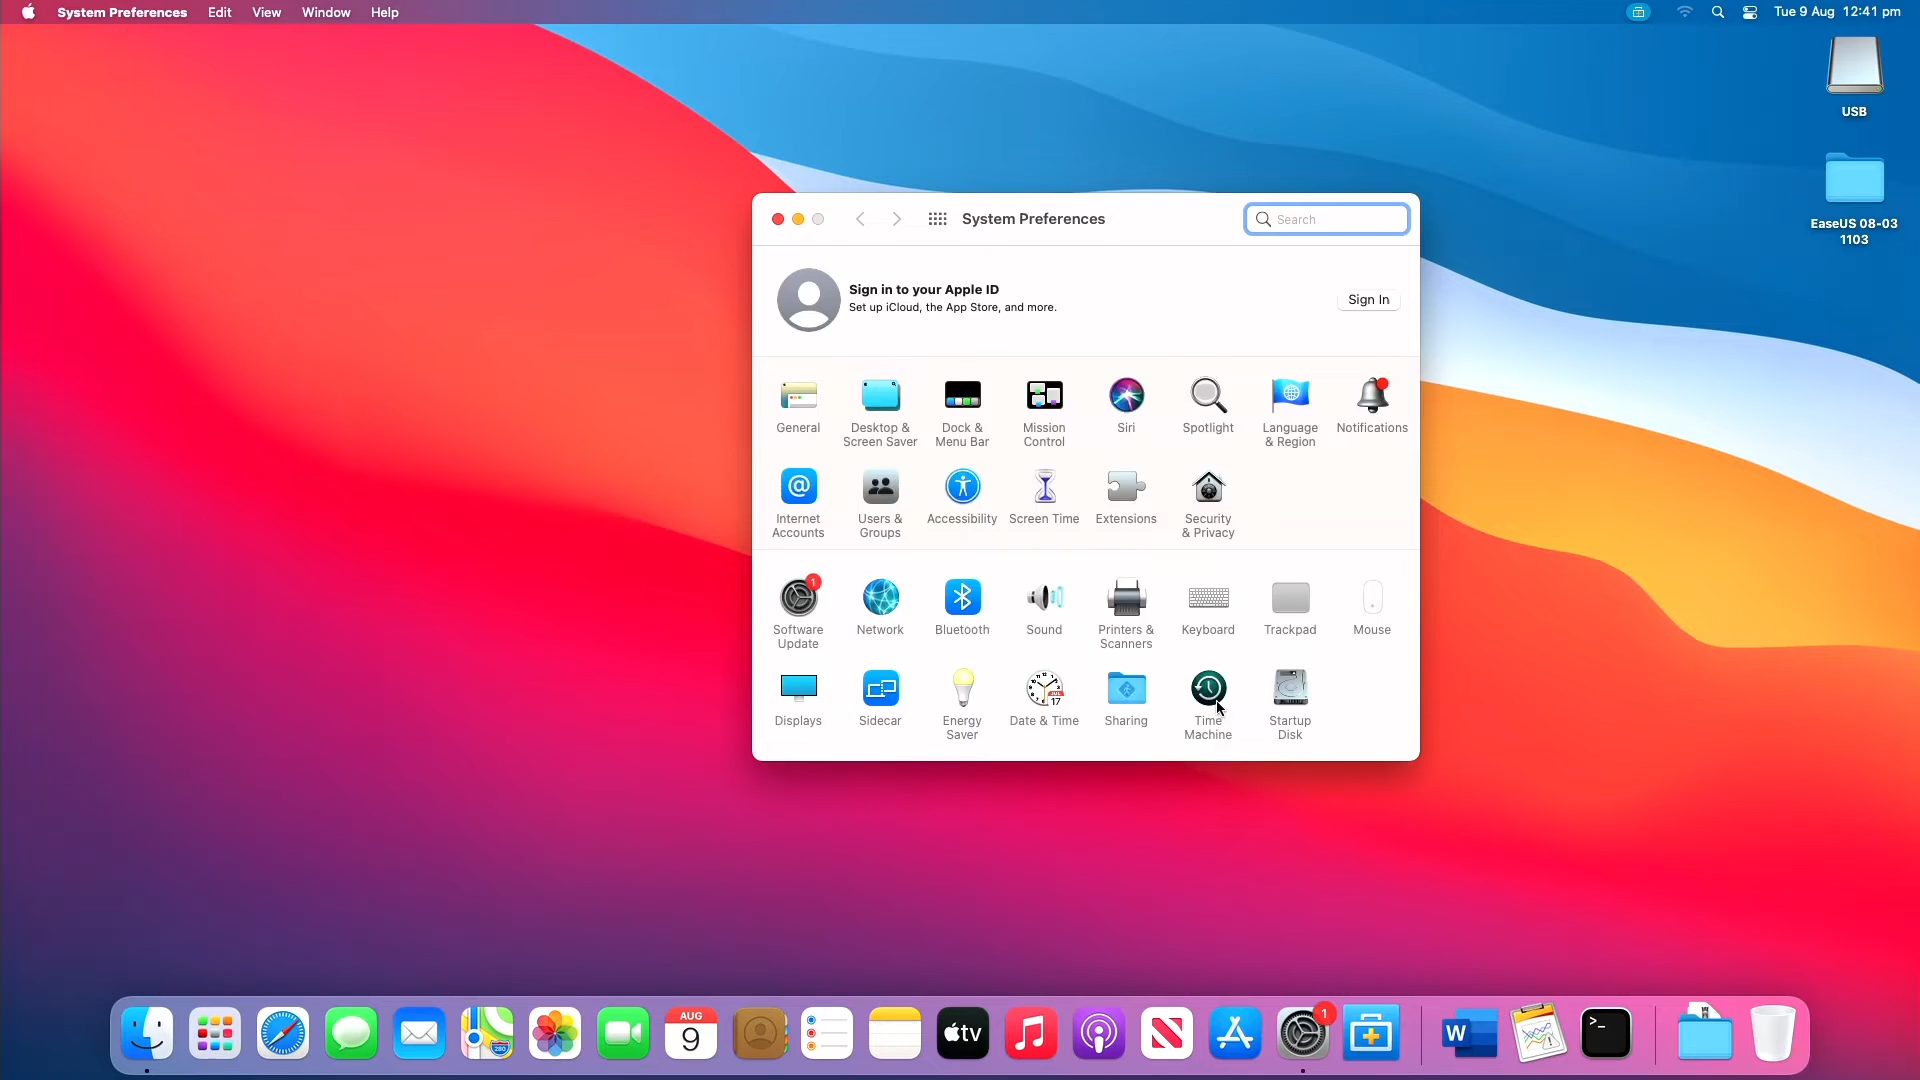 System Preferences Edit View Window Help Tue 9 Aug 12:41 pm
USB
EaseUS 08-03
1103
System Preferences
Search
Sign in to your Apple ID
Set up iCloud, the App Store, and more.
Sign In
General
Desktop &
Screen Saver
Dock &
Menu Bar
Mission
Control
Siri
Spotlight
Language
& Region
Notifications
Internet
Accounts
Users &
Groups
Accessibility
Screen Time
Extensions
Security
& Privacy
1
Software
Update
Network
Bluetooth
Sound
Printers &
Scanners
Keyboard
Trackpad
Mouse
Displays
Sidecar
Energy
Saver
JUL
17
Date & Time
Sharing
Time
Machine
Startup
Disk
280
AUG
9
tv
1
W
>_